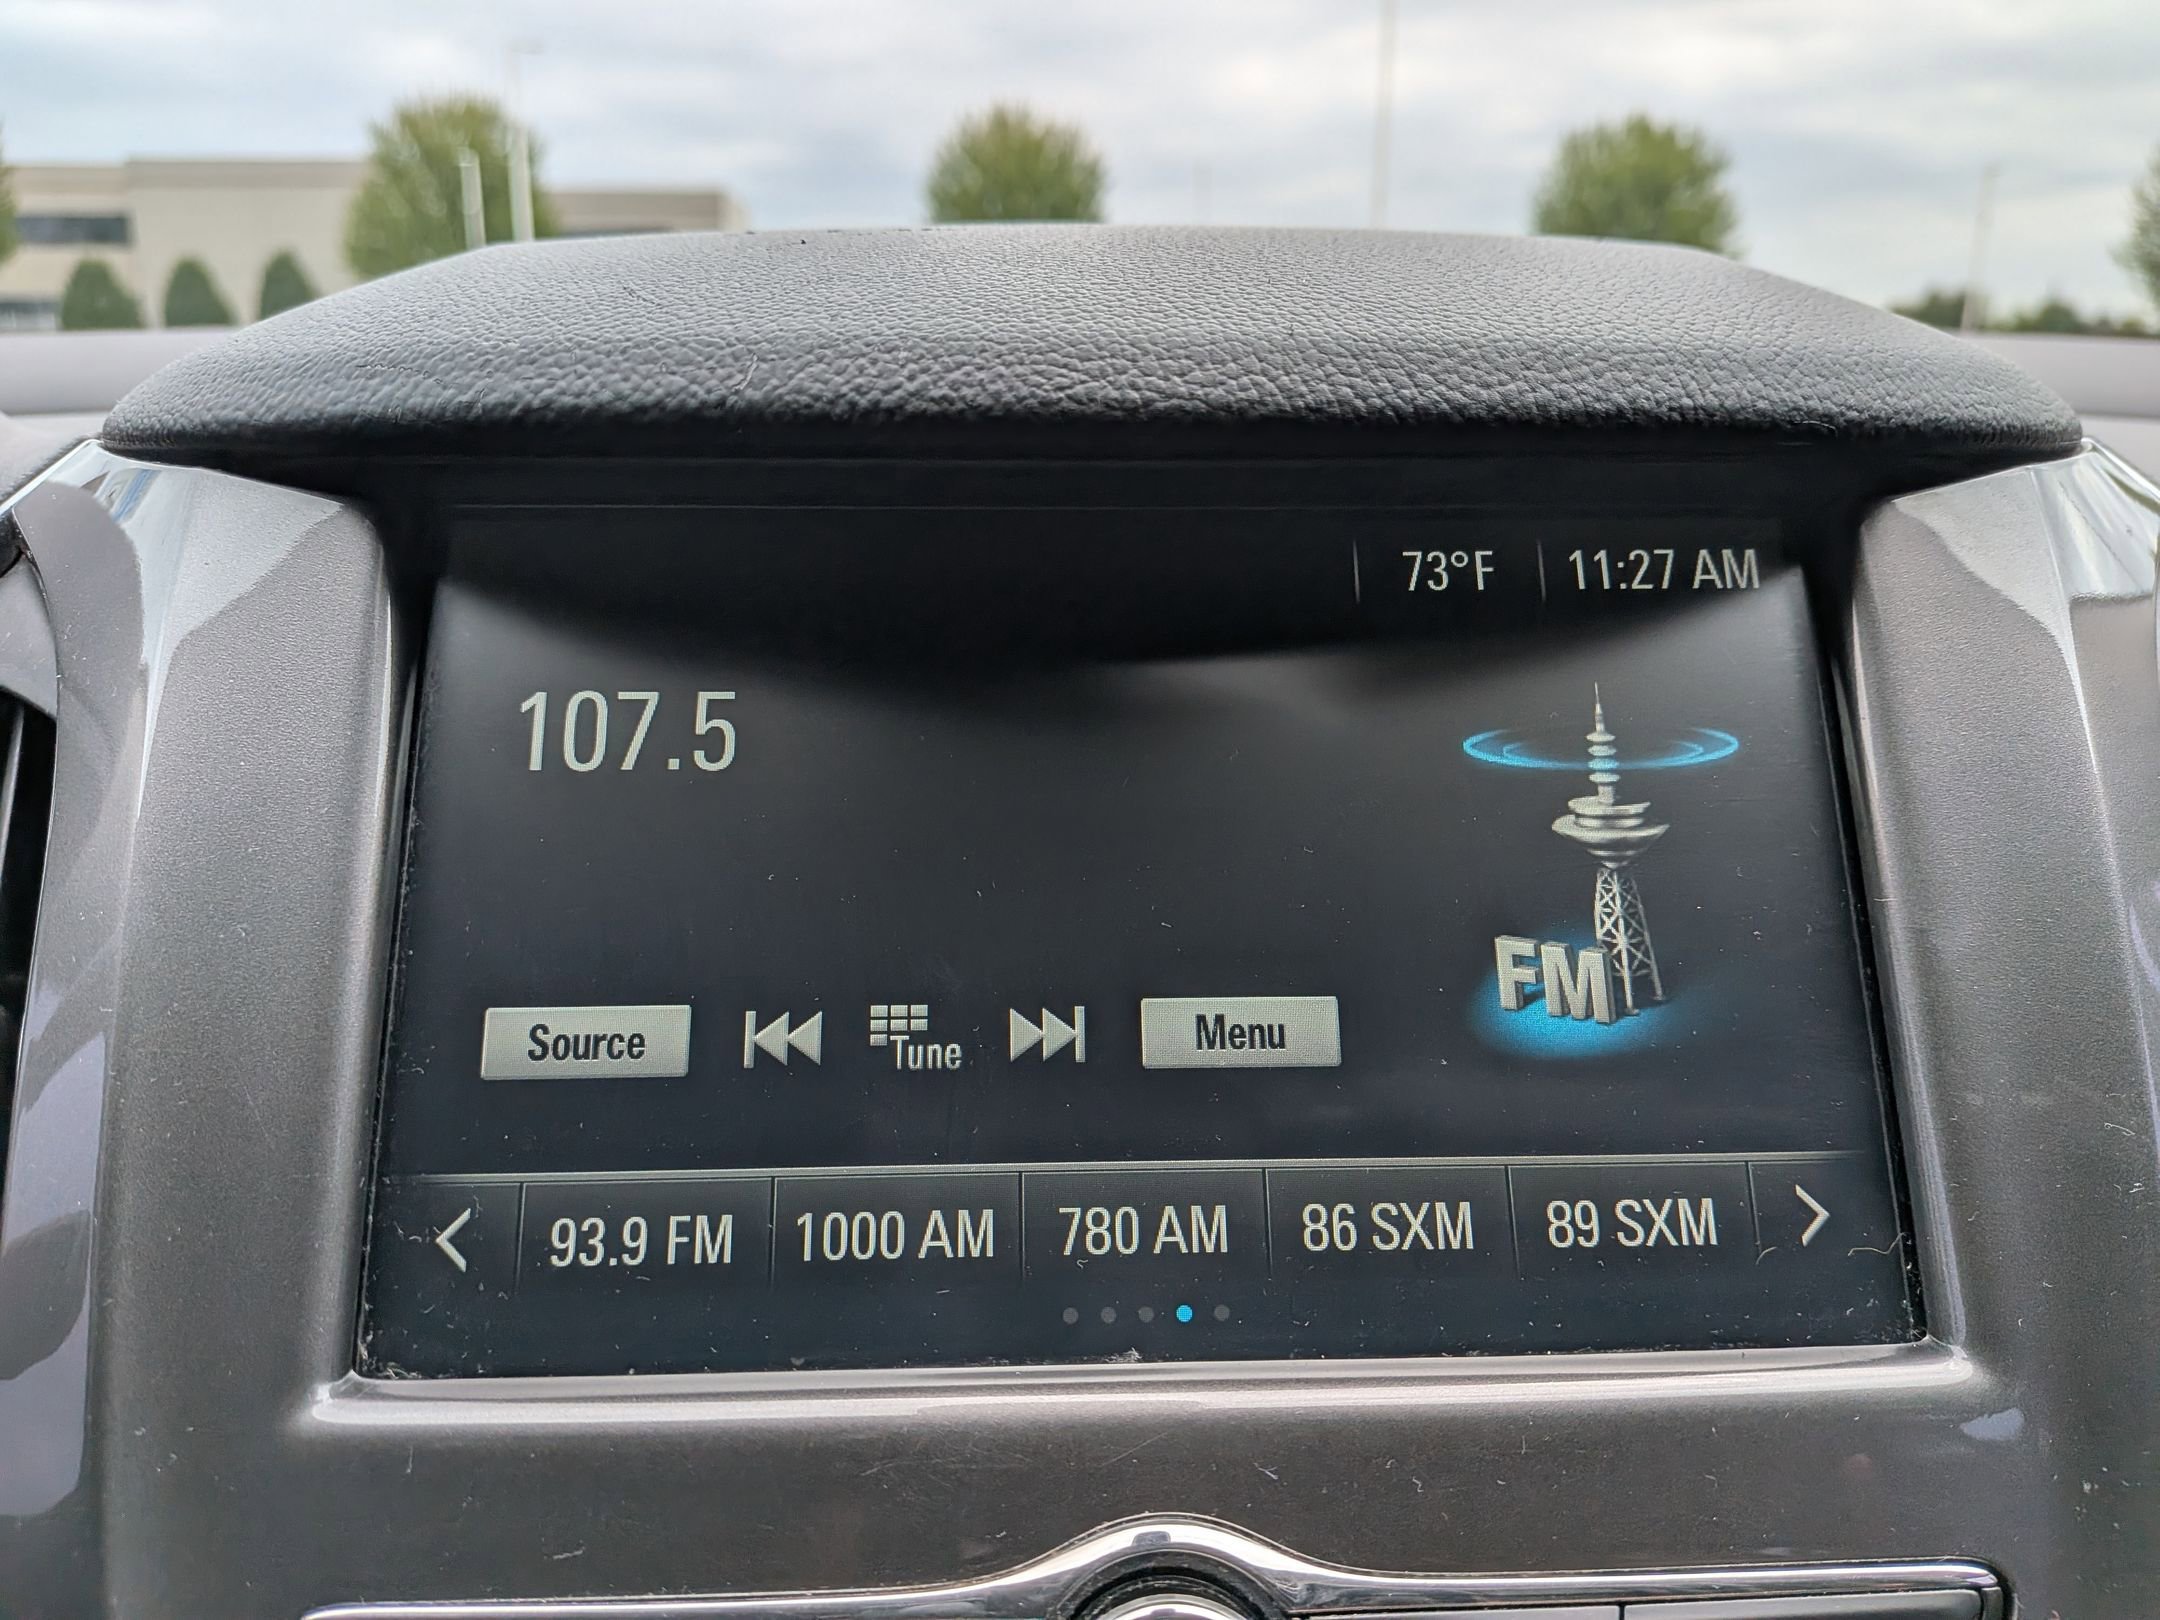 73°F 11:27 AM
107.5
FM
Source Tune Menu
93.9 FM 1000 AM 780 AM 86 SXM 89 SXM